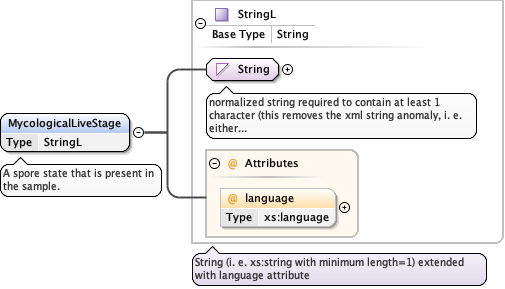 StringL
Base Type String
String
normalized string required to contain at least 1
character (this removes the xml string anomaly, i. e.
either...
MycologicalLiveStage
Type StringL
A spore state that is present in
the sample.
@ Attributes
@ language
Type xs:language
String (i. e. xs:string with minimum length=1) extended
with language attribute